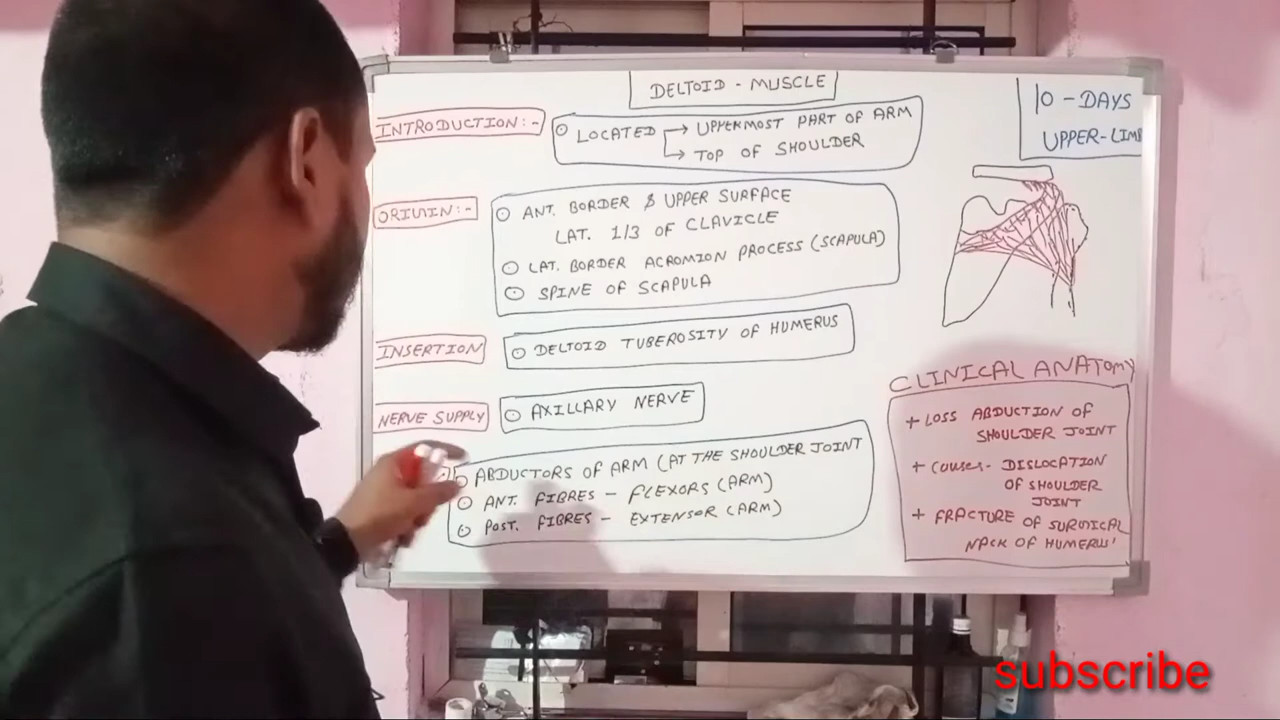 DELTOID - MUSCLE
10 - DAYS
UPPER-LIMB
INTRODUCTION:-
LOCATED → UPPERMOST PART OF ARM
→ TOP OF SHOULDER
ORIGIN:-
ANT. BORDER & UPPER SURFACE
LAT. 1/3 OF CLAVICLE
LAT. BORDER ACROMION PROCESS (SCAPULA)
SPINE OF SCAPULA
INSERTION
DELTOID TUBEROSITY OF HUMERUS
NERVE SUPPLY
AXILLARY NERVE
ABDUCTORS OF ARM (AT THE SHOULDER JOINT
ANT. FIBRES - FLEXORS (ARM)
POST. FIBRES - EXTENSOR (ARM)
CLINICAL ANATOMY
+ LOSS ABDUCTION OF
SHOULDER JOINT
+ CAUSES- DISLOCATION
OF SHOULDER
JOINT
+ FRACTURE OF SURGICAL
NACK OF HUMERUS'
subscribe